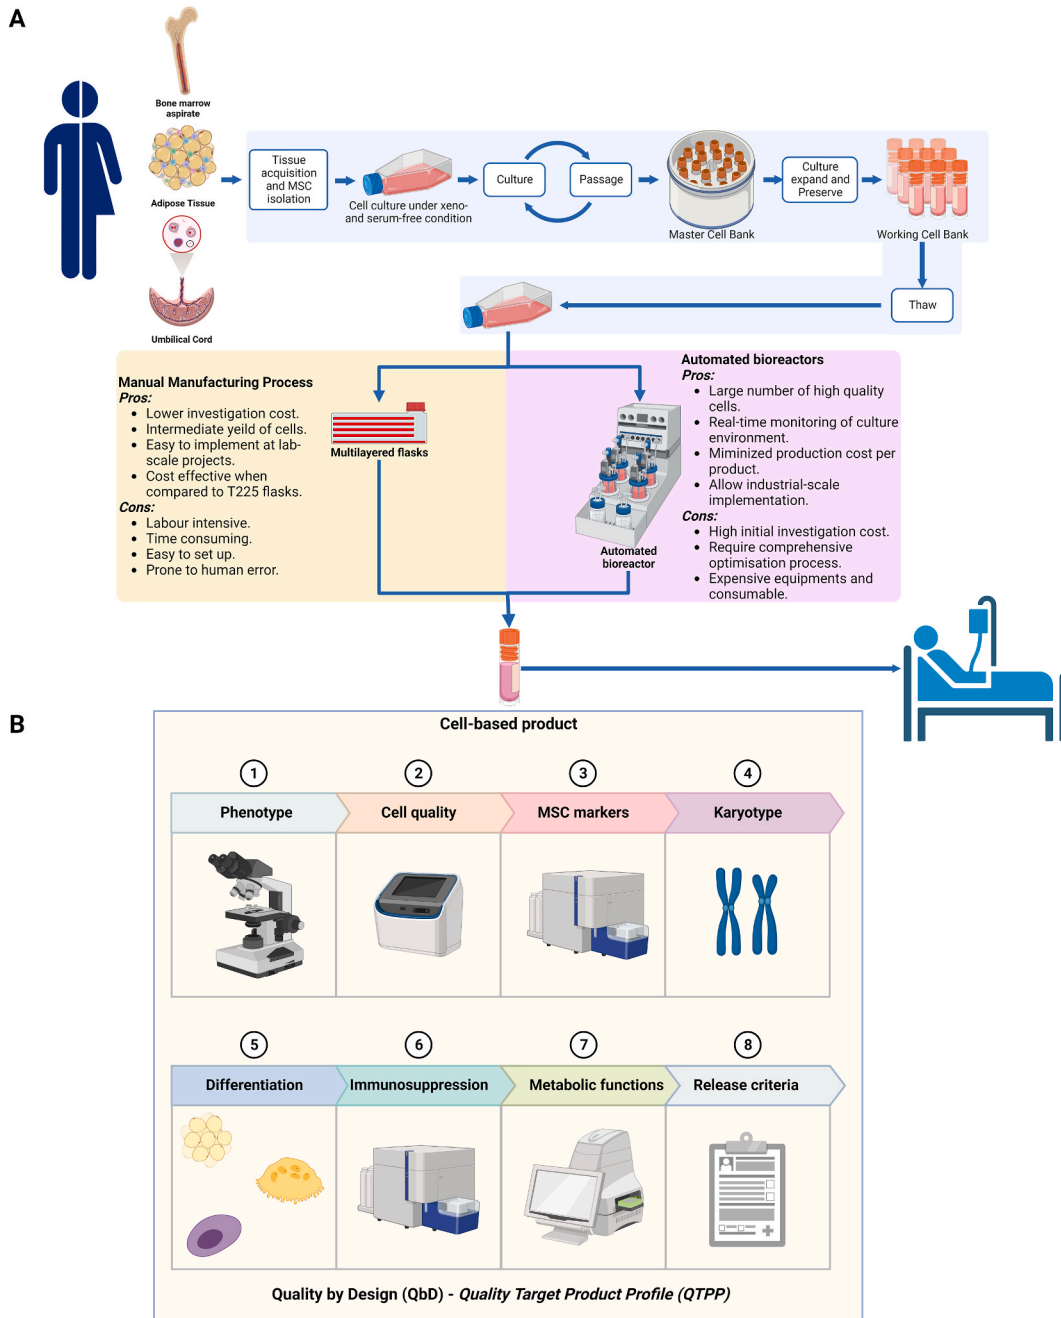 A
Bone marrow
aspirate
Adipose Tissue
Umbilical Cord
Tissue
acquisition
and MSC
isolation
Cell culture under xeno-
and serum-free condition
Culture
Passage
Master Cell Bank
Culture
expand and
Preserve
Working Cell Bank
Thaw
Manual Manufacturing Process
Pros:
• Lower investigation cost.
• Intermediate yeild of cells.
• Easy to implement at lab-
scale projects.
• Cost effective when
compared to T225 flasks.
Cons:
• Labour intensive.
• Time consuming.
• Easy to set up.
• Prone to human error.
Multilayered flasks
Automated
bioreactor
Automated bioreactors
Pros:
• Large number of high quality
cells.
• Real-time monitoring of culture
environment.
• Miminized production cost per
product.
• Allow industrial-scale
implementation.
Cons:
• High initial investigation cost.
• Require comprehensive
optimisation process.
• Expensive equipments and
consumable.
B
Cell-based product
1
2
3
4
Phenotype
Cell quality
MSC markers
Karyotype
5
6
7
8
Differentiation
Immunosuppression
Metabolic functions
Release criteria
Quality by Design (QbD) - Quality Target Product Profile (QTPP)